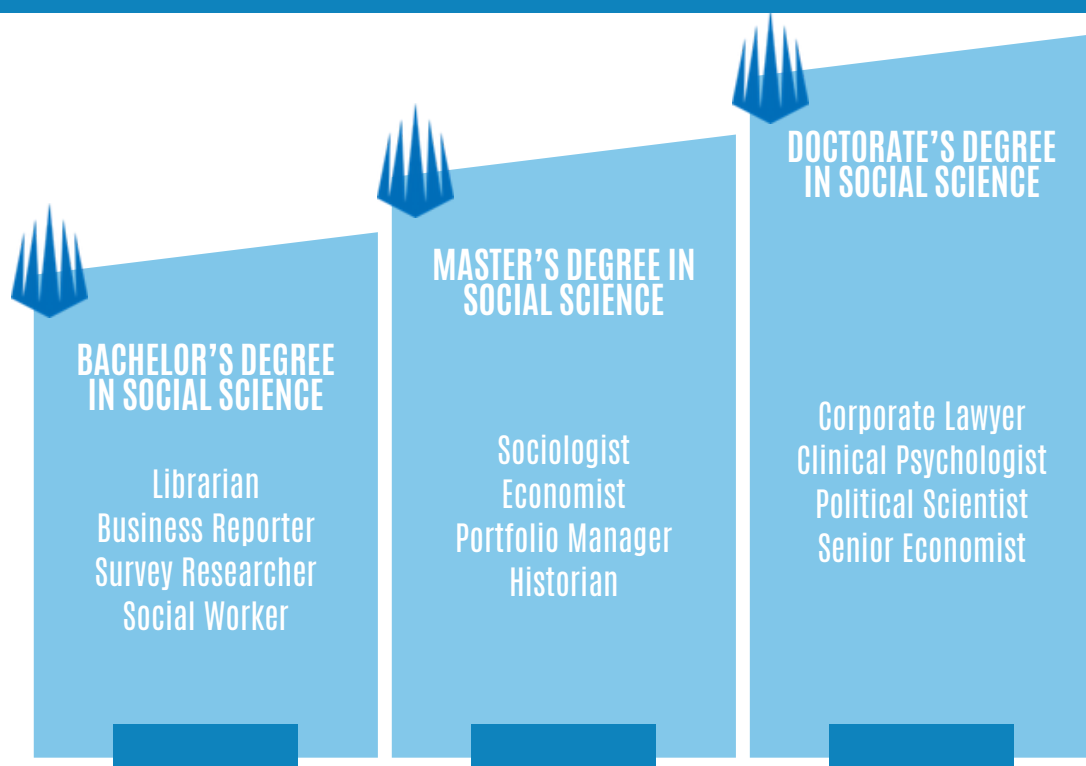 BACHELOR’S DEGREE
IN SOCIAL SCIENCE
Librarian
Business Reporter
Survey Researcher
Social Worker
MASTER’S DEGREE IN
SOCIAL SCIENCE
Sociologist
Economist
Portfolio Manager
Historian
DOCTORATE’S DEGREE
IN SOCIAL SCIENCE
Corporate Lawyer
Clinical Psychologist
Political Scientist
Senior Economist